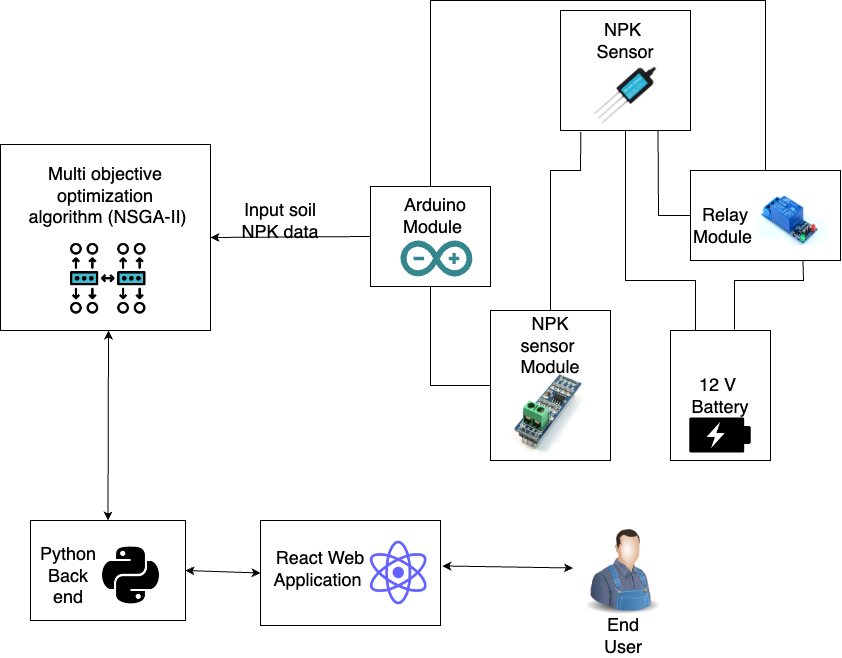 NPK
Sensor
Multi objective
optimization
algorithm (NSGA-II)
Input soil
NPK data
Arduino
Module
Relay
Module
NPK
sensor
Module
12 V
Battery
Python
Back
end
React Web
Application
End
User